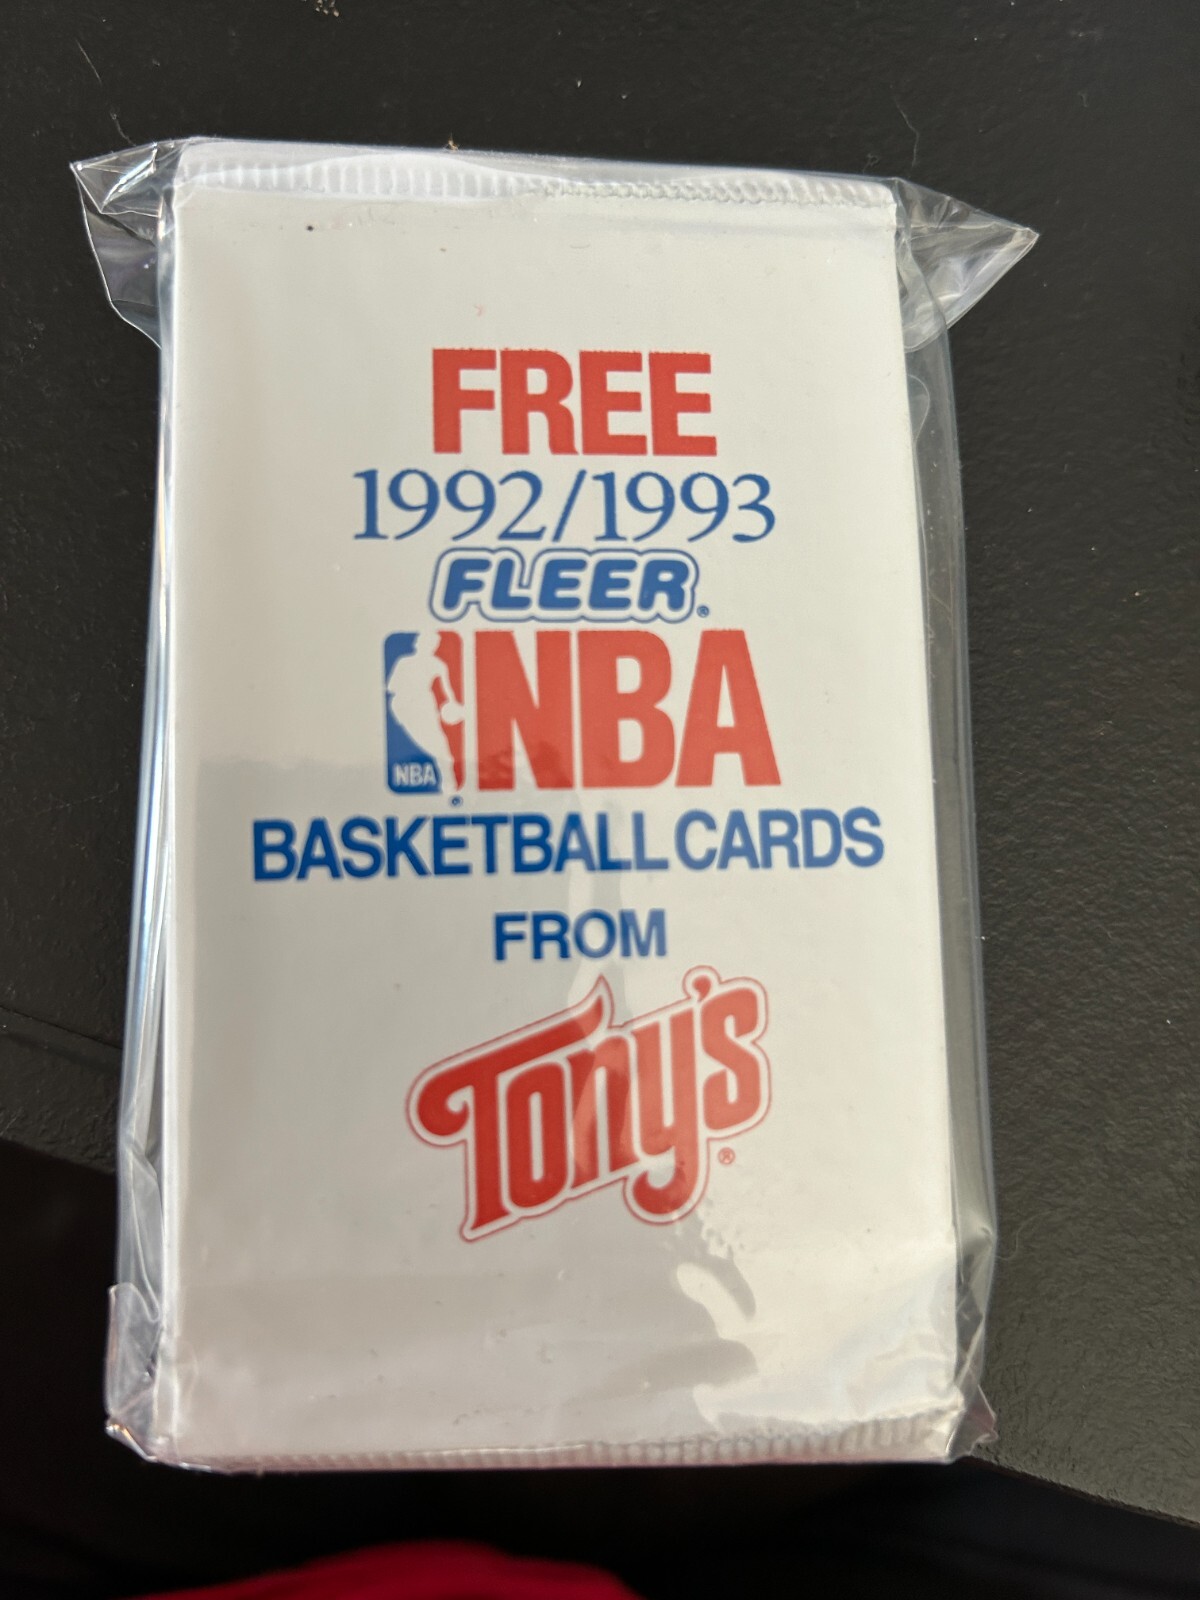 FREE
1992/1993
FLEER®
NBA NBA
®
BASKETBALL CARDS
FROM
Tony's
®